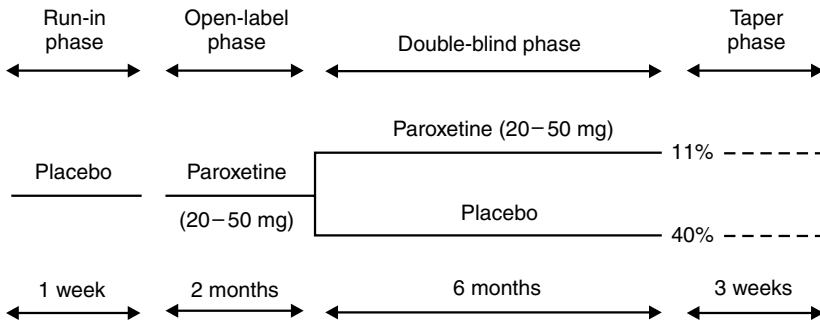 Run-in
phase
Open-label
phase
Double-blind phase
Taper
phase
Placebo
Paroxetine
(20–50 mg)
Paroxetine (20–50 mg)
11%
Placebo
40%
1 week
2 months
6 months
3 weeks